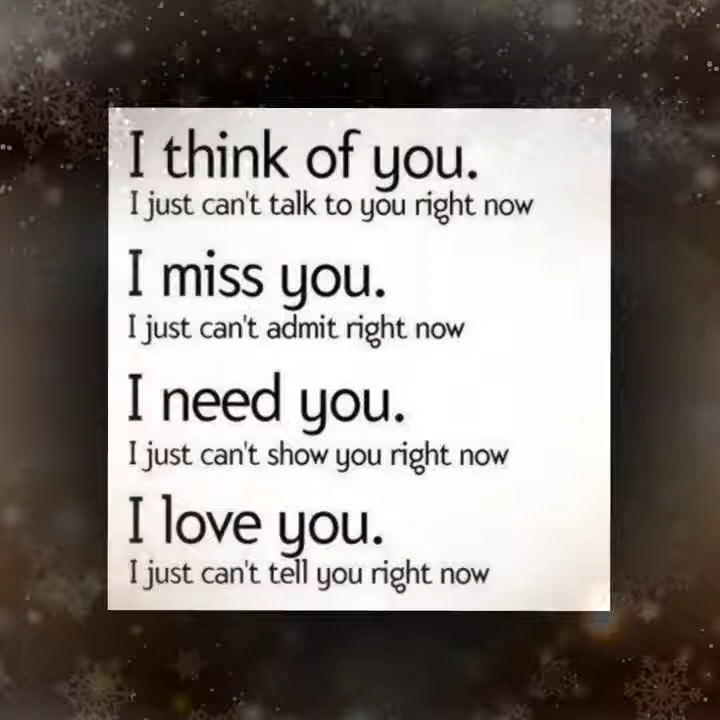 I think of you.
I just can't talk to you right now
I miss you.
I just can't admit right now
I need you.
I just can't show you right now
I love you.
I just can't tell you right now